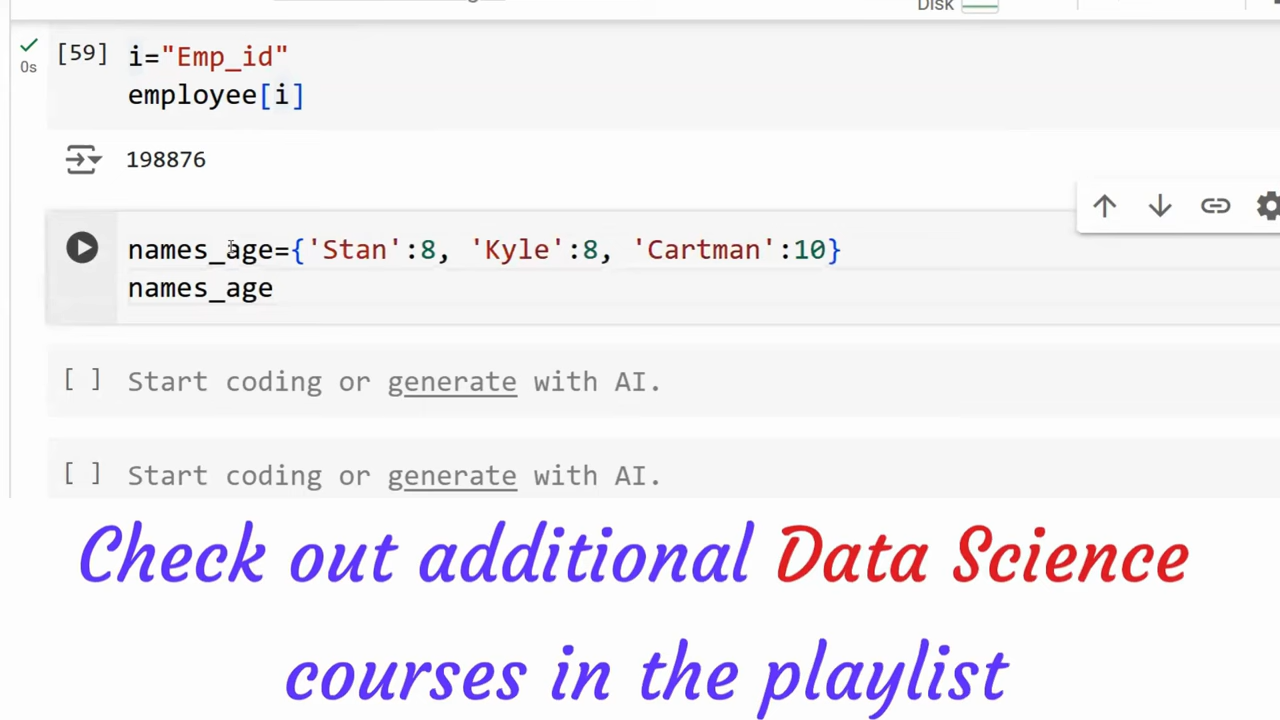 Disk
[59] i="Emp_id"
0s
employee[i]
198876
names_age={'Stan':8, 'Kyle':8, 'Cartman':10}
names_age
[ ] Start coding or generate with AI.
[ ] Start coding or generate with AI.
Check out additional Data Science
courses in the playlist